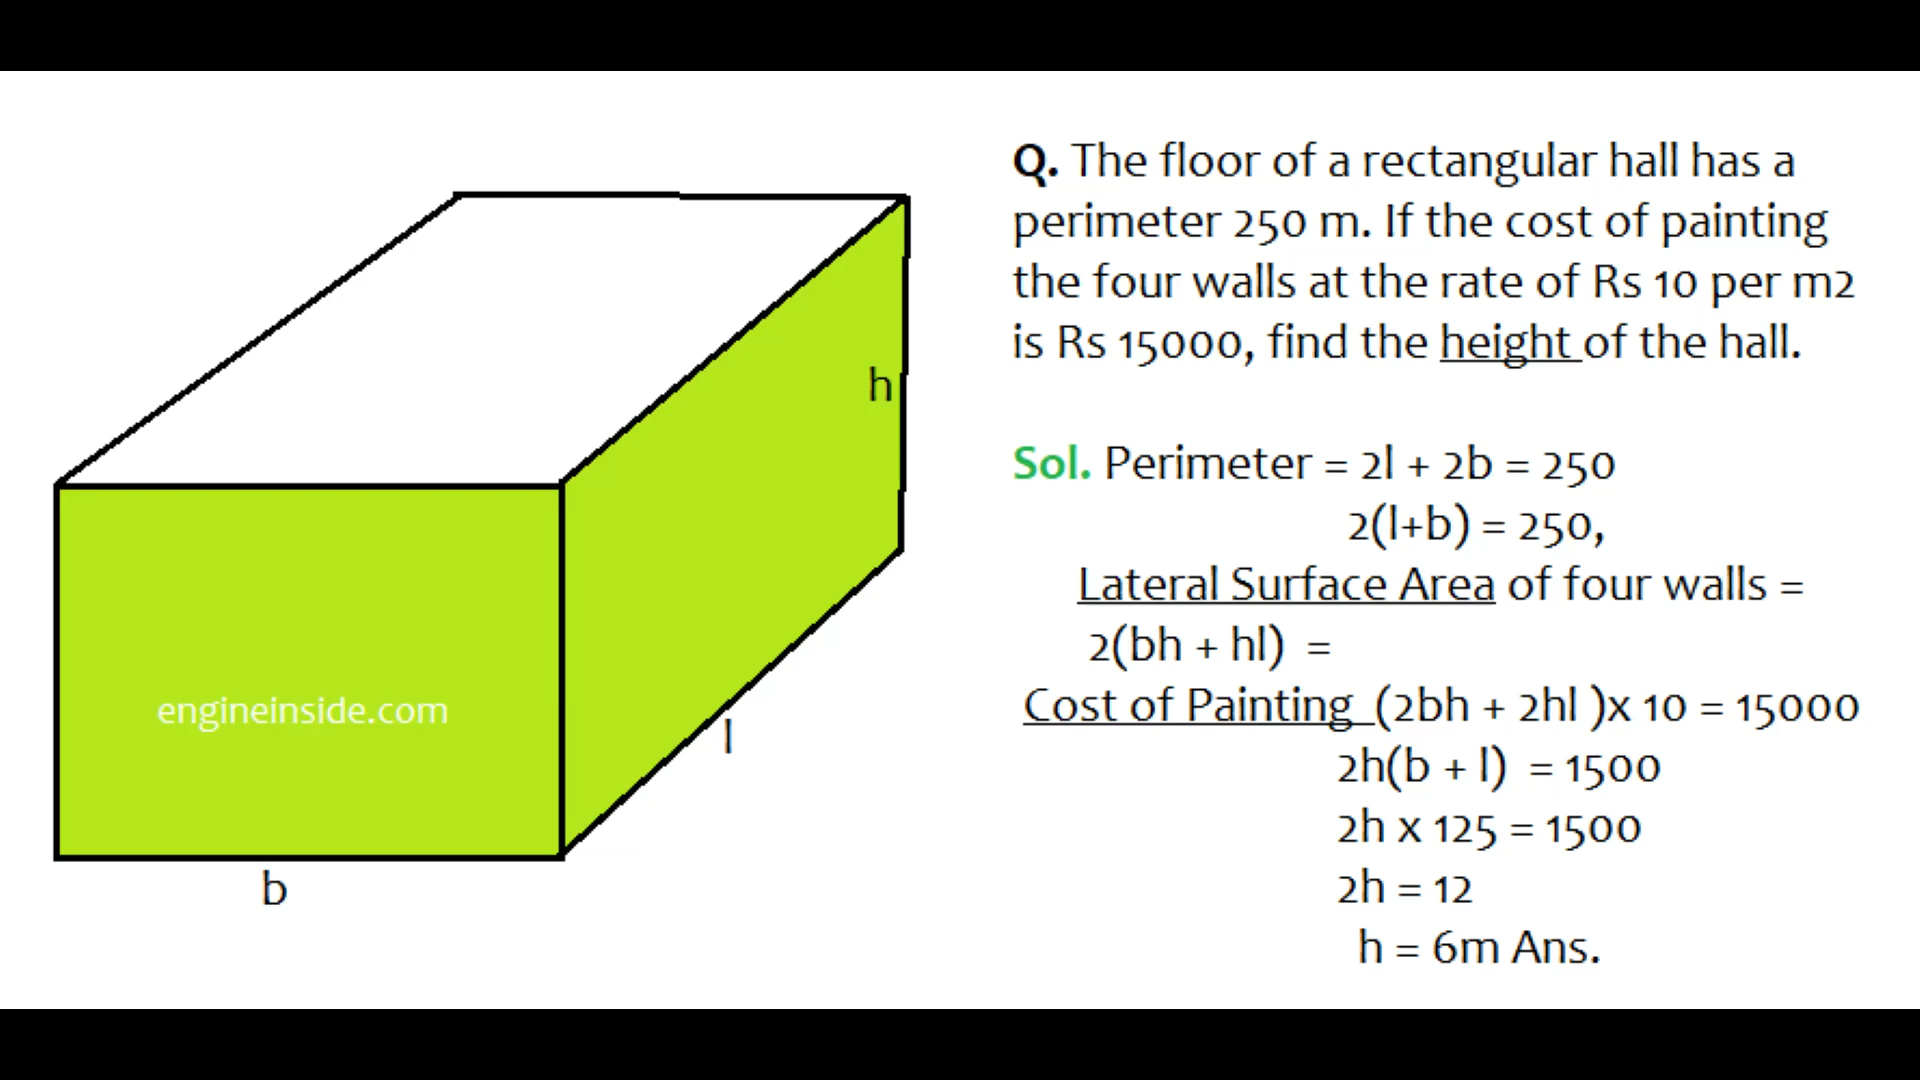 Q. The floor of a rectangular hall has a
perimeter 250 m. If the cost of painting
the four walls at the rate of Rs 10 per m2
is Rs 15000, find the height of the hall.
h
Sol. Perimeter = 2l + 2b = 250
2(l+b) = 250,
Lateral Surface Area of four walls =
2(bh + hl) =
Cost of Painting (2bh + 2hl )x 10 = 15000
2h(b + l) = 1500
2h x 125 = 1500
2h = 12
h = 6m Ans.
engineinside.com
l
b